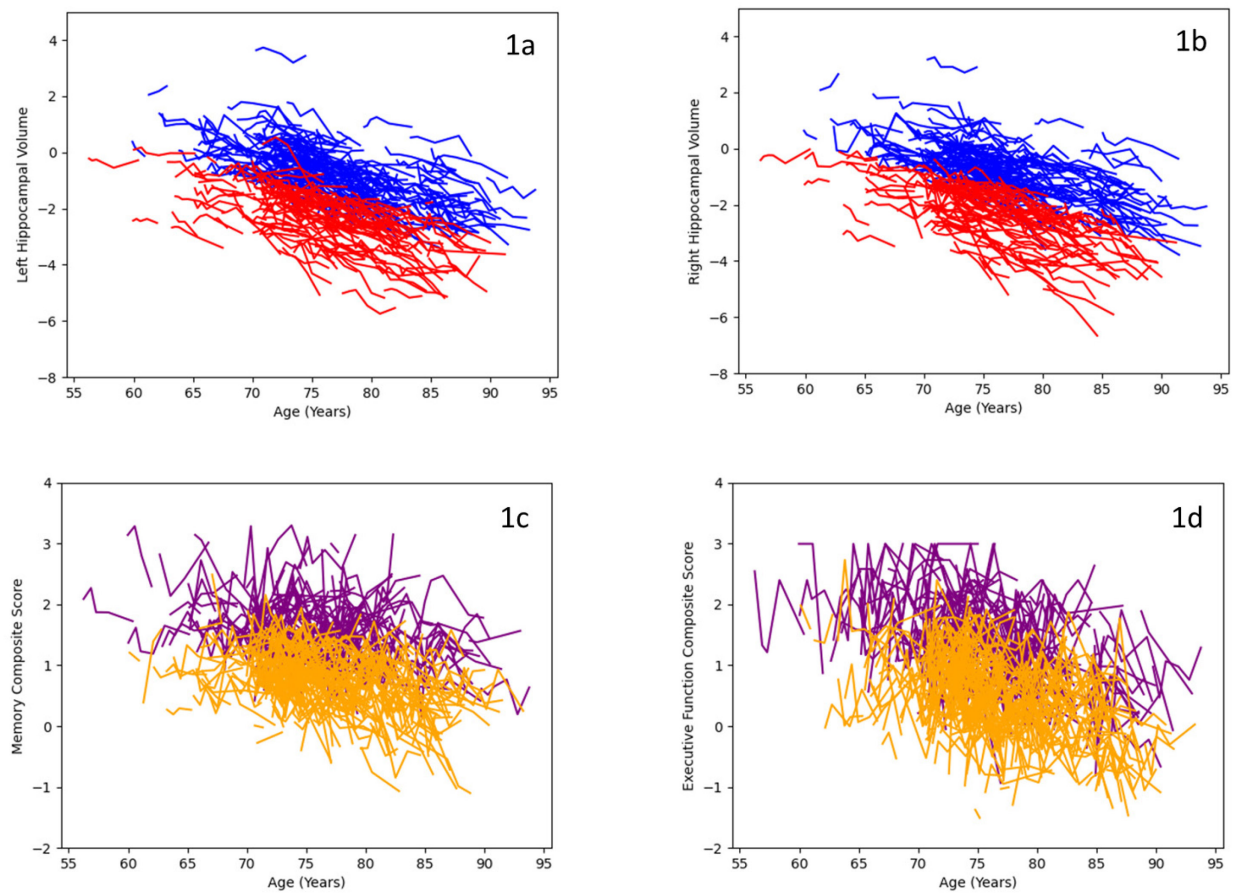 1a
4
2
0
−2
−4
−6
−8
Left Hippocampal Volume
55 60 65 70 75 80 85 90 95
Age (Years)
1b
4
2
0
−2
−4
−6
−8
Right Hippocampal Volume
55 60 65 70 75 80 85 90 95
Age (Years)
1c
4
3
2
1
0
−1
−2
Memory Composite Score
55 60 65 70 75 80 85 90 95
Age (Years)
1d
4
3
2
1
0
−1
−2
Executive Function Composite Score
55 60 65 70 75 80 85 90 95
Age (Years)